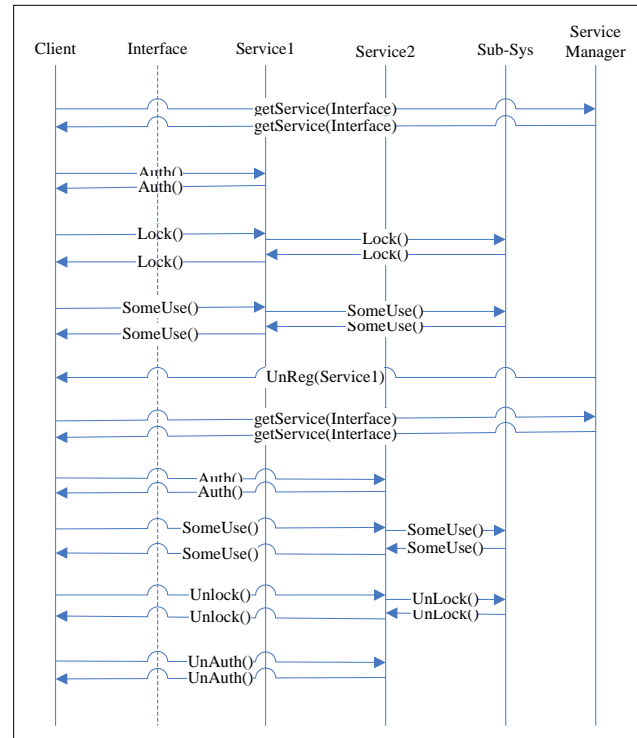 Client
Interface
Service1
Service2
Sub-Sys
Service
Manager
getService(Interface)
getService(Interface)
Auth()
Auth()
Lock()
Lock()
Lock()
Lock()
SomeUse()
SomeUse()
SomeUse()
SomeUse()
UnReg(Service1)
getService(Interface)
getService(Interface)
Auth()
Auth()
SomeUse()
SomeUse()
SomeUse()
SomeUse()
Unlock()
UnLock()
Unlock()
UnLock()
UnAuth()
UnAuth()